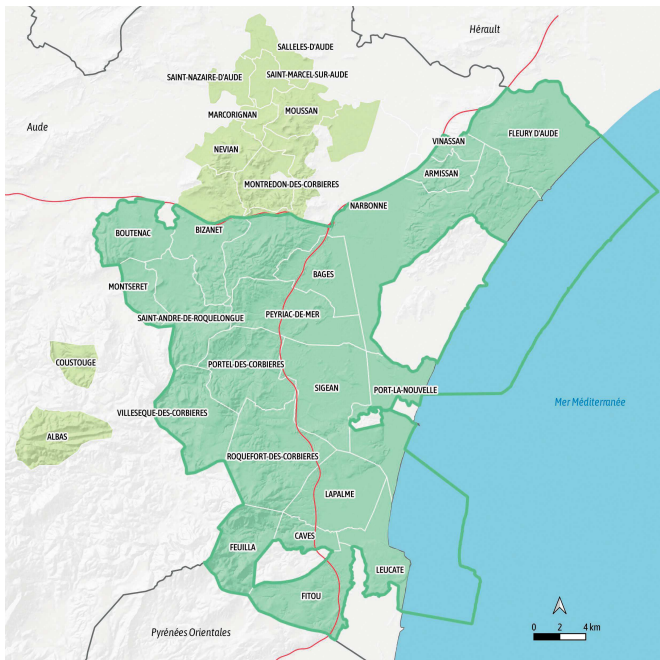 Hérault
SALLELES-D'AUDE
SAINT-NAZAIRE-D'AUDE
SAINT-MARCEL-SUR-AUDE
MARCORIGNAN
MOUSSAN
Aude
NEVIAN
VINASSAN
FLEURY D'AUDE
ARMISSAN
MONTREDON-DES-CORBIERES
NARBONNE
BOUTENAC
BIZANET
BAGES
MONTSERET
SAINT-ANDRE-DE-ROQUELONGUE
PEYRIAC-DE-MER
COUSTOUGE
PORTEL-DES-CORBIERES
SIGEAN
PORT-LA-NOUVELLE
Mer Méditerranée
VILLESEQUE-DES-CORBIERES
ALBAS
ROQUEFORT-DES-CORBIERES
LAPALME
CAVES
FEUILLA
LEUCATE
FITOU
Pyrénées Orientales
0 2 4 km